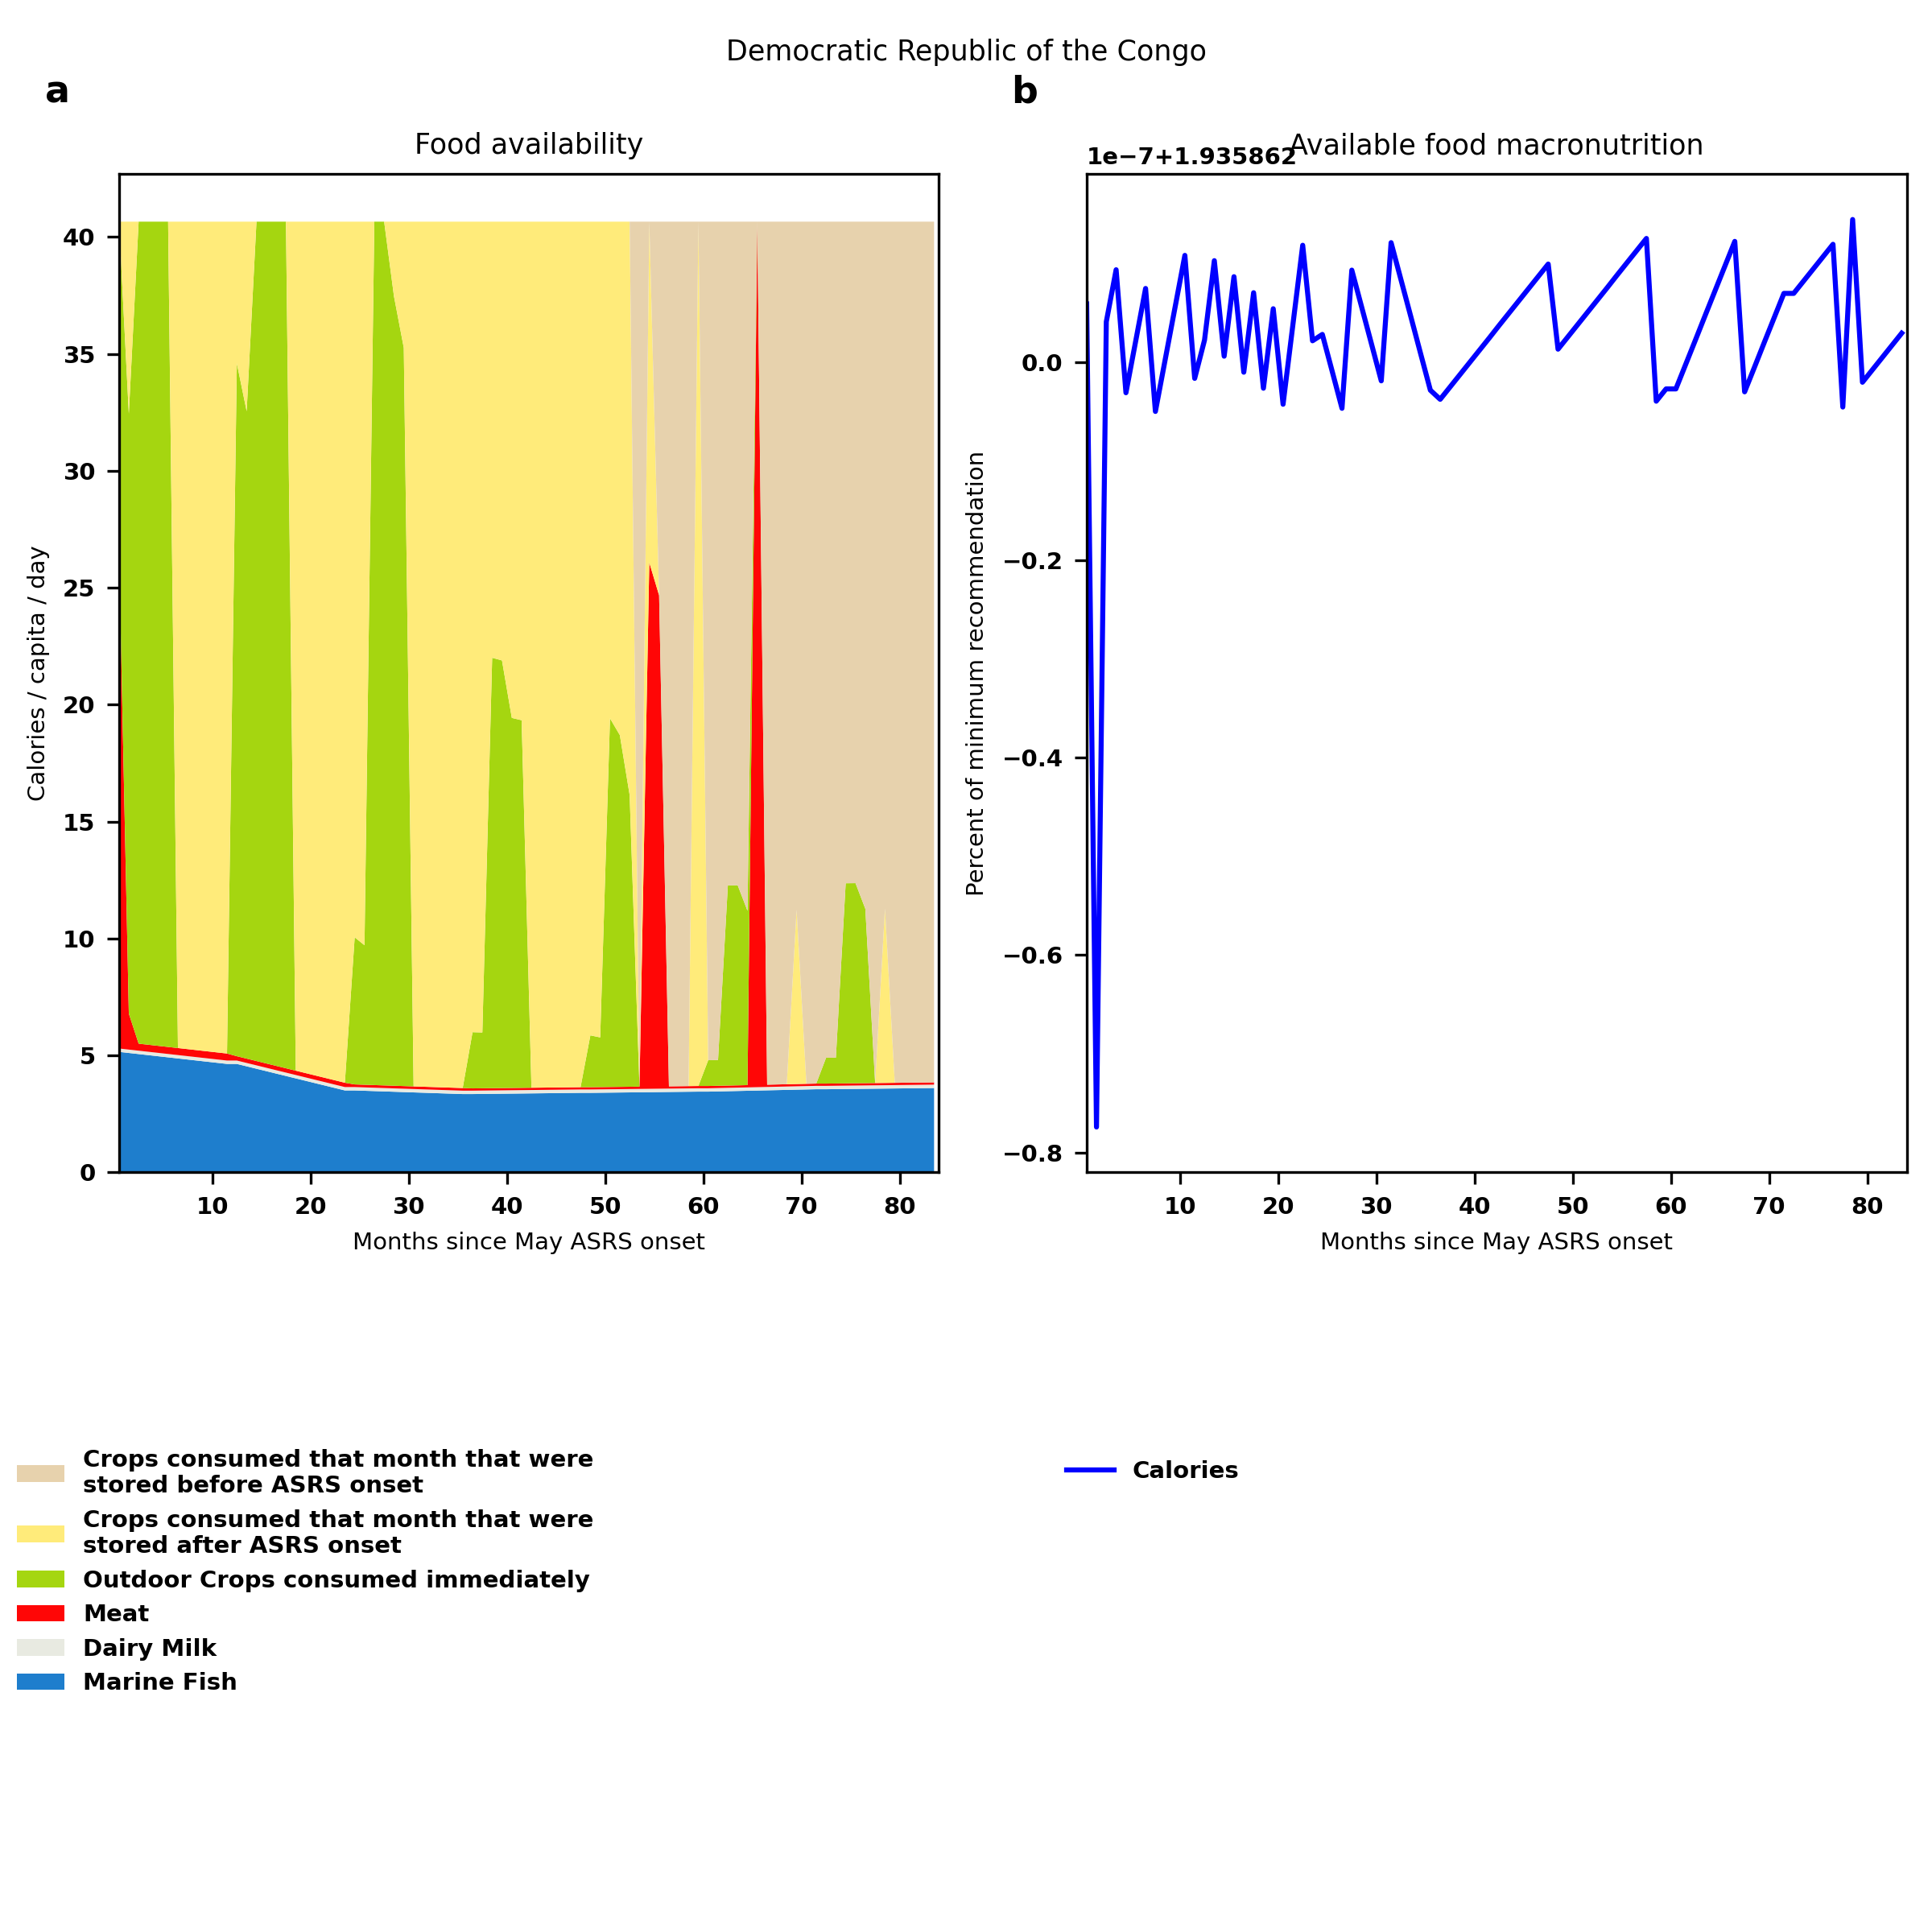 Democratic Republic of the Congo
a
Food availability
Calories / capita / day
40
35
30
25
20
15
10
5
0
10 20 30 40 50 60 70 80
Months since May ASRS onset
b
Available food macronutrition
1e−7+1.935862
Percent of minimum recommendation
0.0
−0.2
−0.4
−0.6
−0.8
10 20 30 40 50 60 70 80
Months since May ASRS onset
Crops consumed that month that were
stored before ASRS onset
Crops consumed that month that were
stored after ASRS onset
Outdoor Crops consumed immediately
Meat
Dairy Milk
Marine Fish
Calories